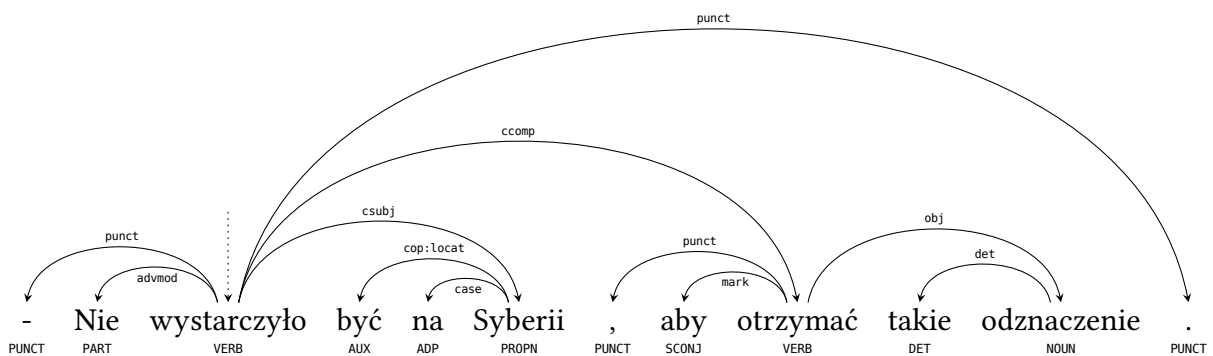 punct
ccomp
csubj
obj
punct
cop:locat
punct
det
advmod
case
mark
- Nie wystarczyło być na Syberii , aby otrzymać takie odznaczenie .
PUNCT PART VERB AUX ADP PROPN PUNCT SCONJ VERB DET NOUN PUNCT